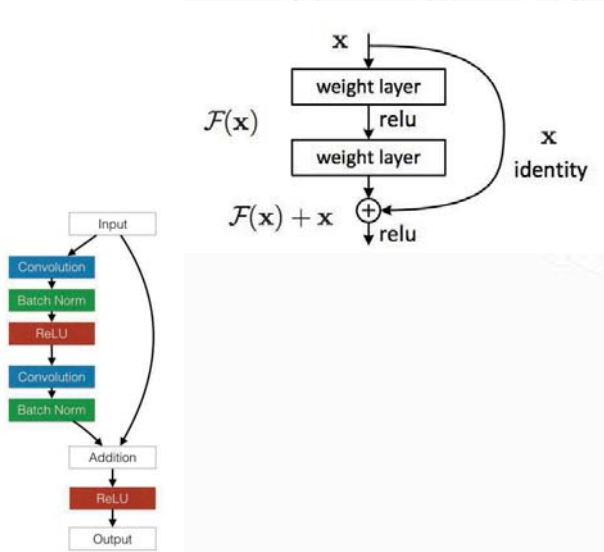 x
weight layer
F(x)
relu
x
weight layer
identity
F(x) + x
relu
Input
Convolution
Batch Norm
ReLU
Convolution
Batch Norm
Addition
ReLU
Output